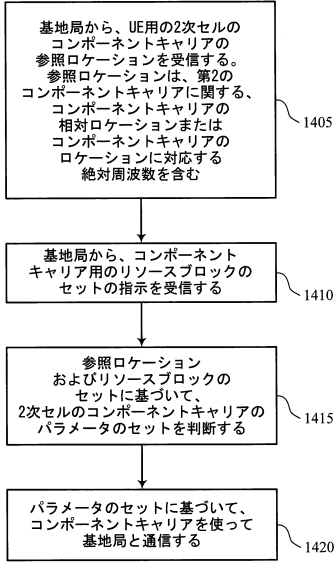 基地局から、UE用の2次セルの
コンポーネントキャリアの
参照ロケーションを受信する。
参照ロケーションは、第2の
コンポーネントキャリアに関する、
コンポーネントキャリアの
相対ロケーションまたは
コンポーネントキャリアの
ロケーションに対応する
絶対周波数を含む
1405
基地局から、コンポーネント
キャリア用のリソースブロックの
セットの指示を受信する
1410
参照ロケーション
およびリソースブロックの
セットに基づいて、
2次セルのコンポーネントキャリアの
パラメータのセットを判断する
1415
パラメータのセットに基づいて、
コンポーネントキャリアを使って
基地局と通信する
1420